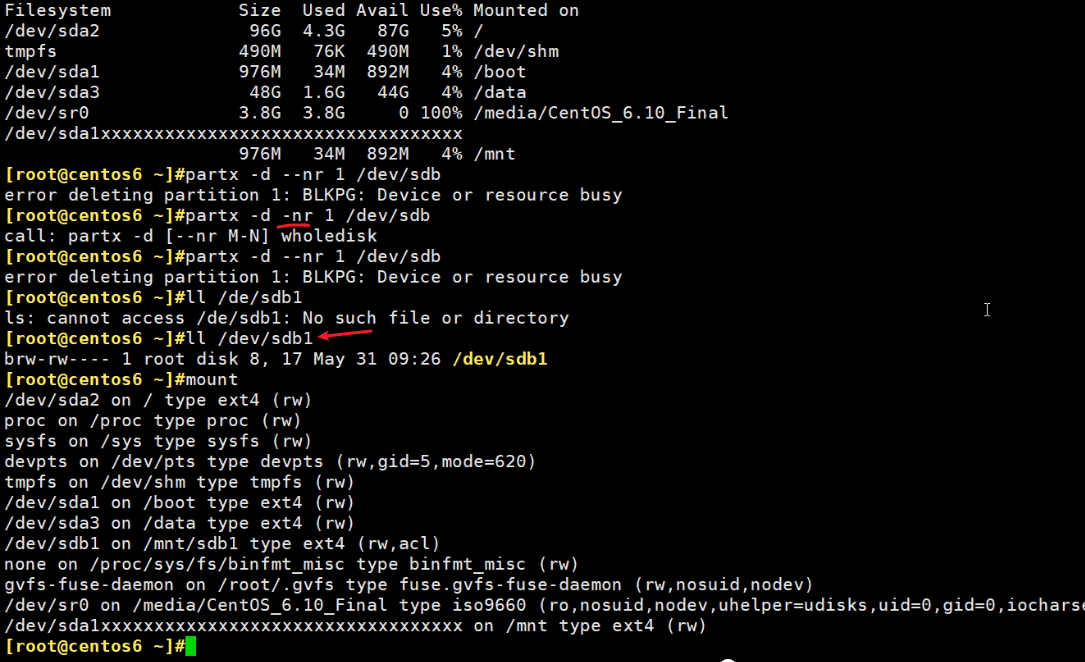 Filesystem            Size  Used Avail Use% Mounted on
/dev/sda2              96G  4.3G   87G   5% /
tmpfs                 490M   76K  490M   1% /dev/shm
/dev/sda1             976M   34M  892M   4% /boot
/dev/sda3              48G  1.6G   44G   4% /data
/dev/sr0              3.8G  3.8G     0 100% /media/CentOS_6.10_Final
/dev/sda1xxxxxxxxxxxxxxxxxxxxxxxxxxxxxxxxxx
                      976M   34M  892M   4% /mnt
[root@centos6 ~]#partx -d --nr 1 /dev/sdb
error deleting partition 1: BLKPG: Device or resource busy
[root@centos6 ~]#partx -d -nr 1 /dev/sdb
call: partx -d [--nr M-N] wholedisk
[root@centos6 ~]#partx -d --nr 1 /dev/sdb
error deleting partition 1: BLKPG: Device or resource busy
[root@centos6 ~]#ll /de/sdb1
ls: cannot access /de/sdb1: No such file or directory
[root@centos6 ~]#ll /dev/sdb1
brw-rw---- 1 root disk 8, 17 May 31 09:26 /dev/sdb1
[root@centos6 ~]#mount
/dev/sda2 on / type ext4 (rw)
proc on /proc type proc (rw)
sysfs on /sys type sysfs (rw)
devpts on /dev/pts type devpts (rw,gid=5,mode=620)
tmpfs on /dev/shm type tmpfs (rw)
/dev/sda1 on /boot type ext4 (rw)
/dev/sda3 on /data type ext4 (rw)
/dev/sdb1 on /mnt/sdb1 type ext4 (rw,acl)
none on /proc/sys/fs/binfmt_misc type binfmt_misc (rw)
gvfs-fuse-daemon on /root/.gvfs type fuse.gvfs-fuse-daemon (rw,nosuid,nodev)
/dev/sr0 on /media/CentOS_6.10_Final type iso9660 (ro,nosuid,nodev,uhelper=udisks,uid=0,gid=0,iocharse
/dev/sda1xxxxxxxxxxxxxxxxxxxxxxxxxxxxxxxxxx on /mnt type ext4 (rw)
[root@centos6 ~]#